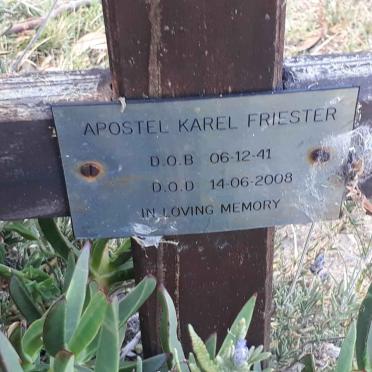 APOSTEL KAREL FRIESTER
D.O.B 06-12-41
D.O.D 14-06-2008
IN LOVING MEMORY